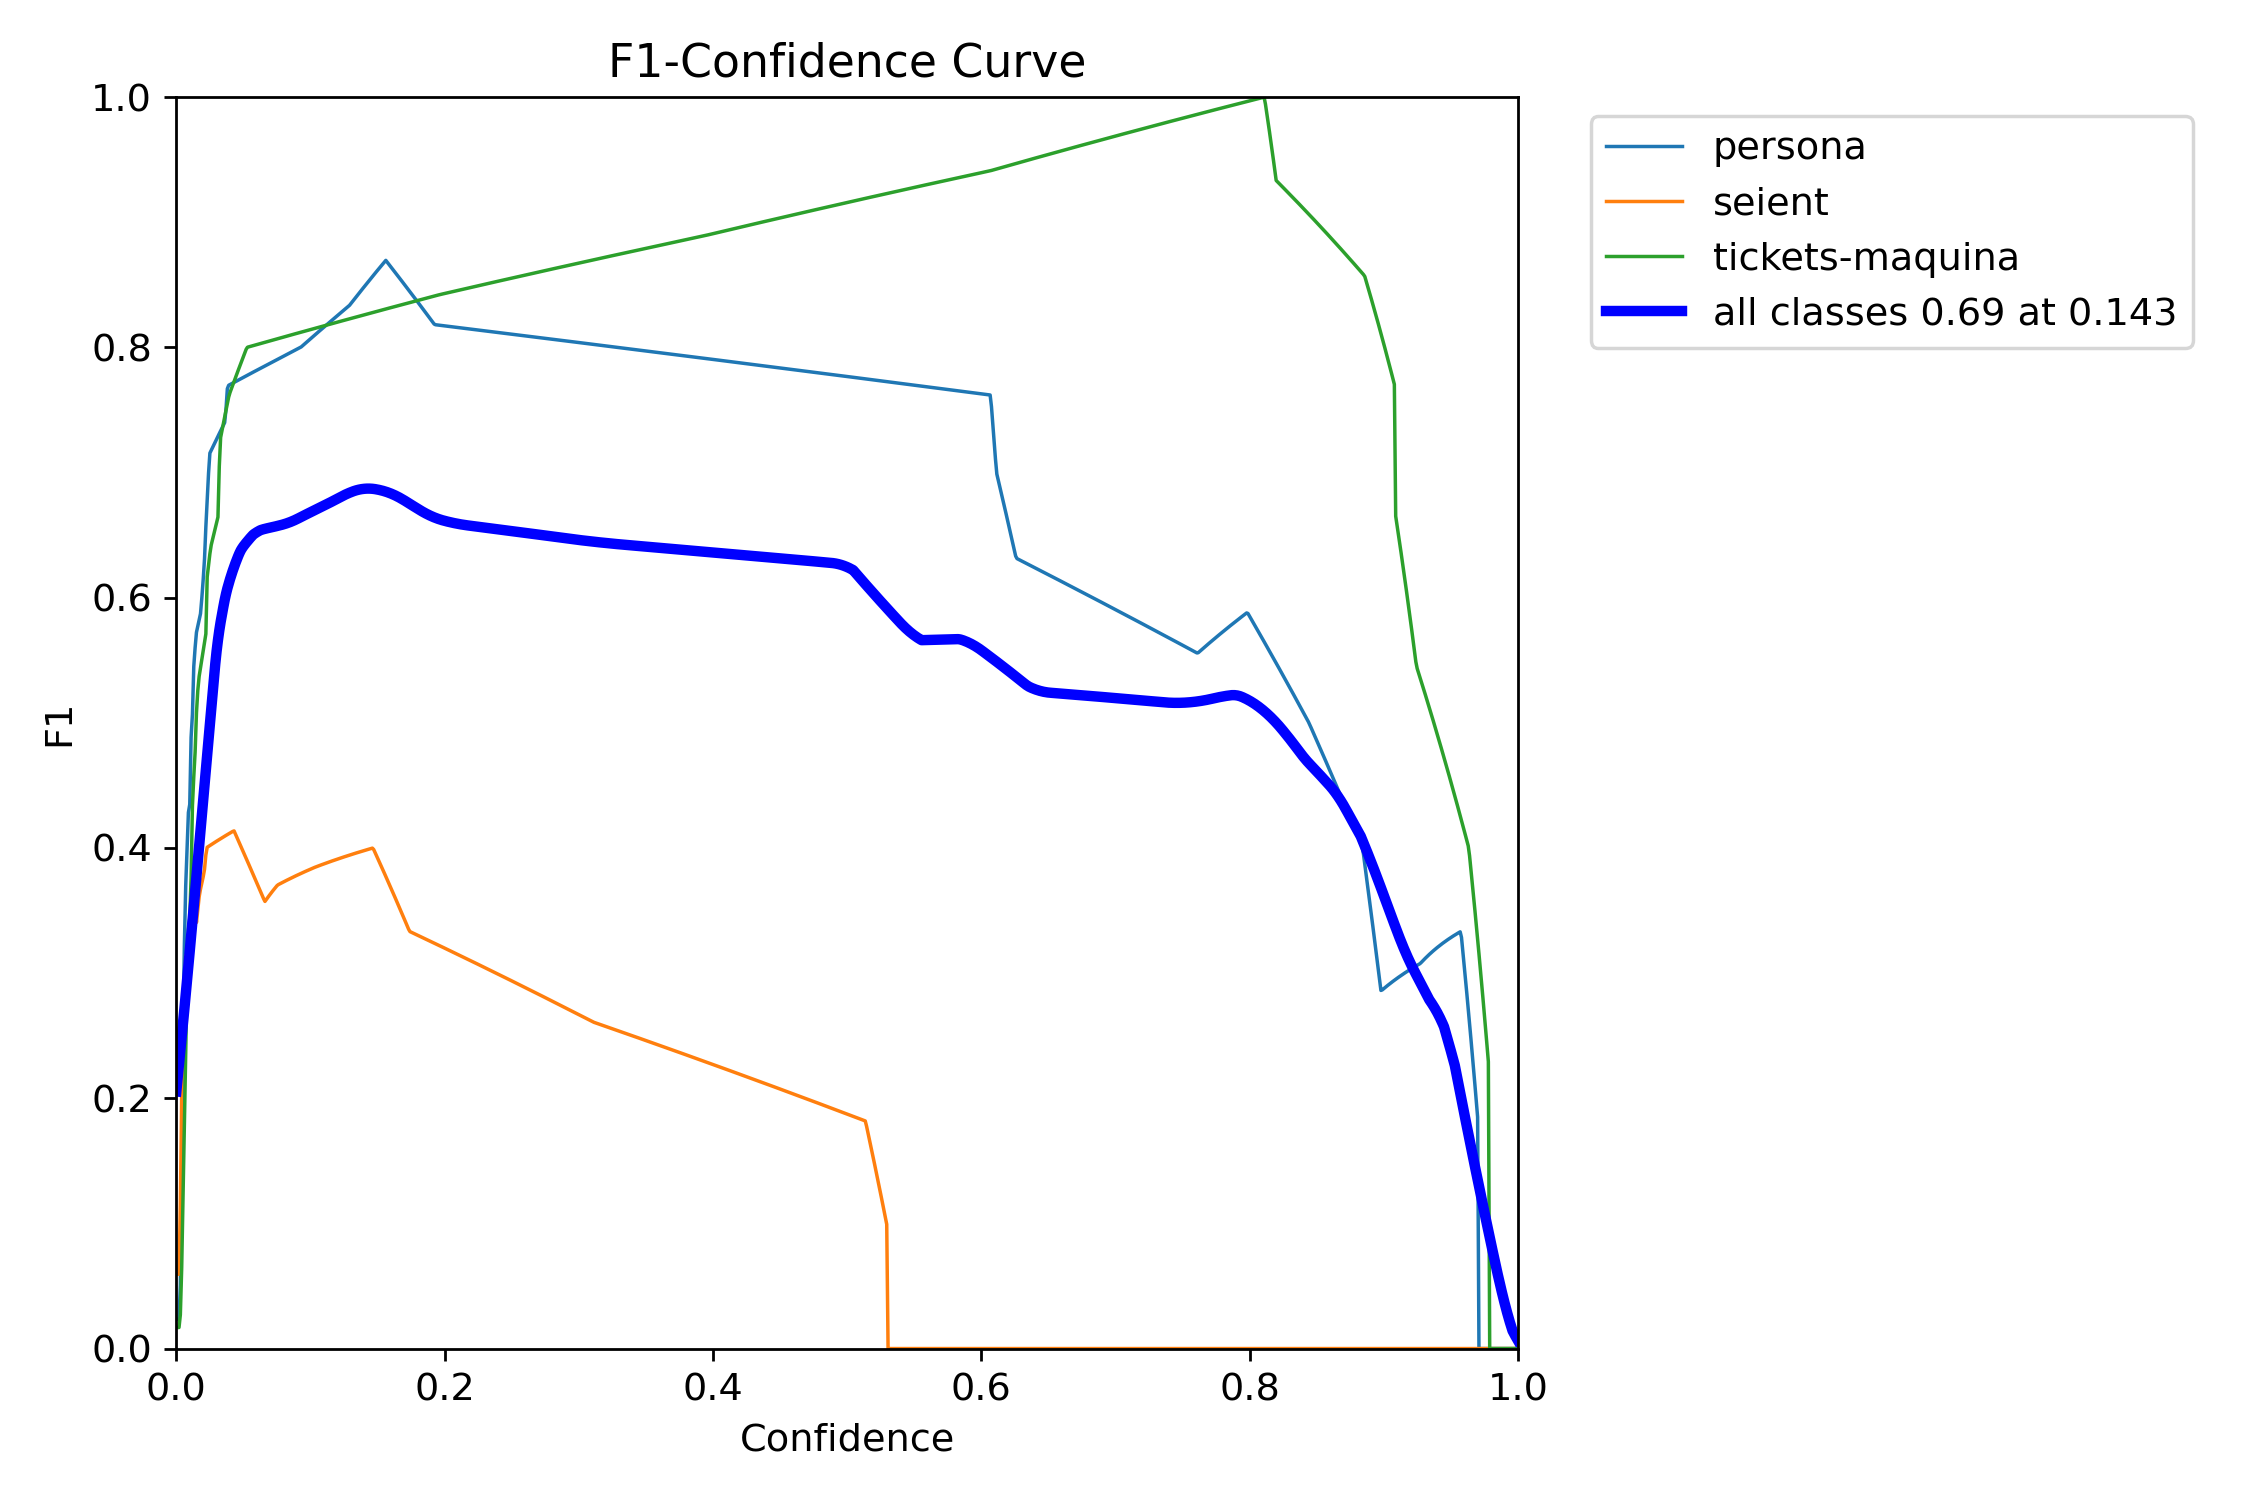 F1-Confidence Curve
1.0
0.8
0.6
0.4
0.2
0.0
F1
0.0 0.2 0.4 0.6 0.8 1.0
Confidence
persona
seient
tickets-maquina
all classes 0.69 at 0.143